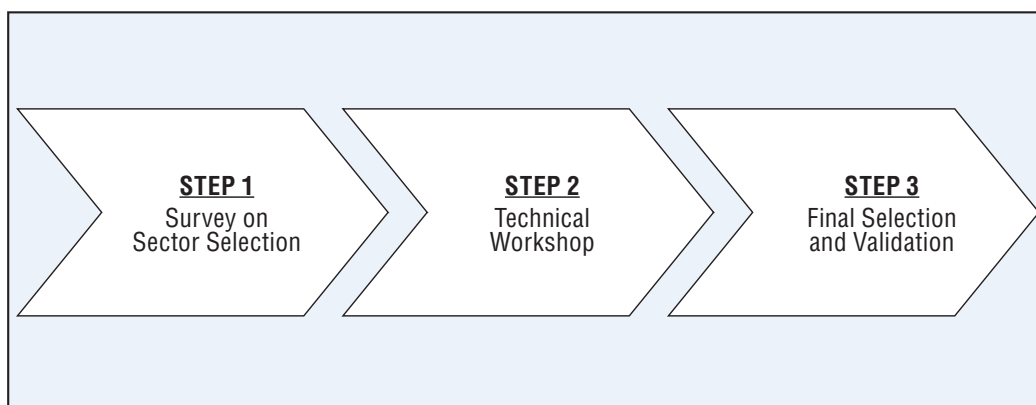 STEP 1
Survey on
Sector Selection
STEP 2
Technical
Workshop
STEP 3
Final Selection
and Validation